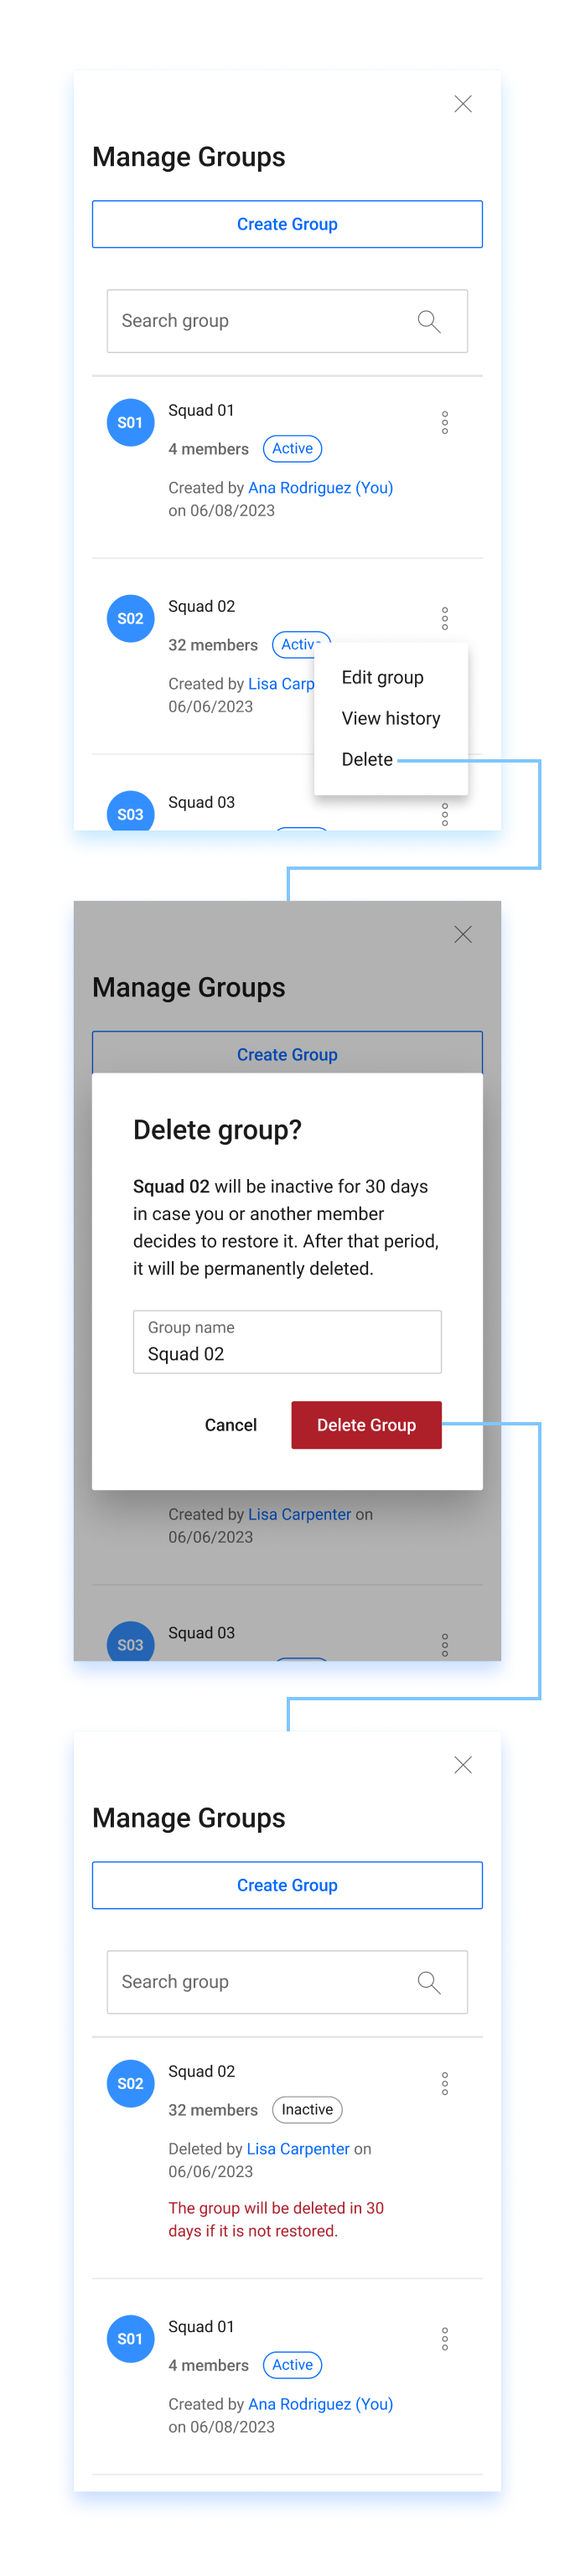 Manage Groups
Create Group
Search group
S01
Squad 01
4 members Active
Created by Ana Rodriguez (You)
on 06/08/2023
S02
Squad 02
32 members
Created by Lisa
06/06/2023
Edit group
View history
Delete
S03
Squad 03
Manage Groups
Create Group
Delete group?
Squad 02 will be inactive for 30 days
in case you or another member
decides to restore it. After that period,
it will be permanently deleted.
Group name
Squad 02
Cancel Delete Group
Created by Lisa Carpenter on
06/06/2023
S03
Squad 03
Manage Groups
Create Group
Search group
S02
Squad 02
32 members Inactive
Deleted by Lisa Carpenter on
06/06/2023
The group will be deleted in 30
days if it is not restored.
S01
Squad 01
4 members Active
Created by Ana Rodriguez (You)
on 06/08/2023